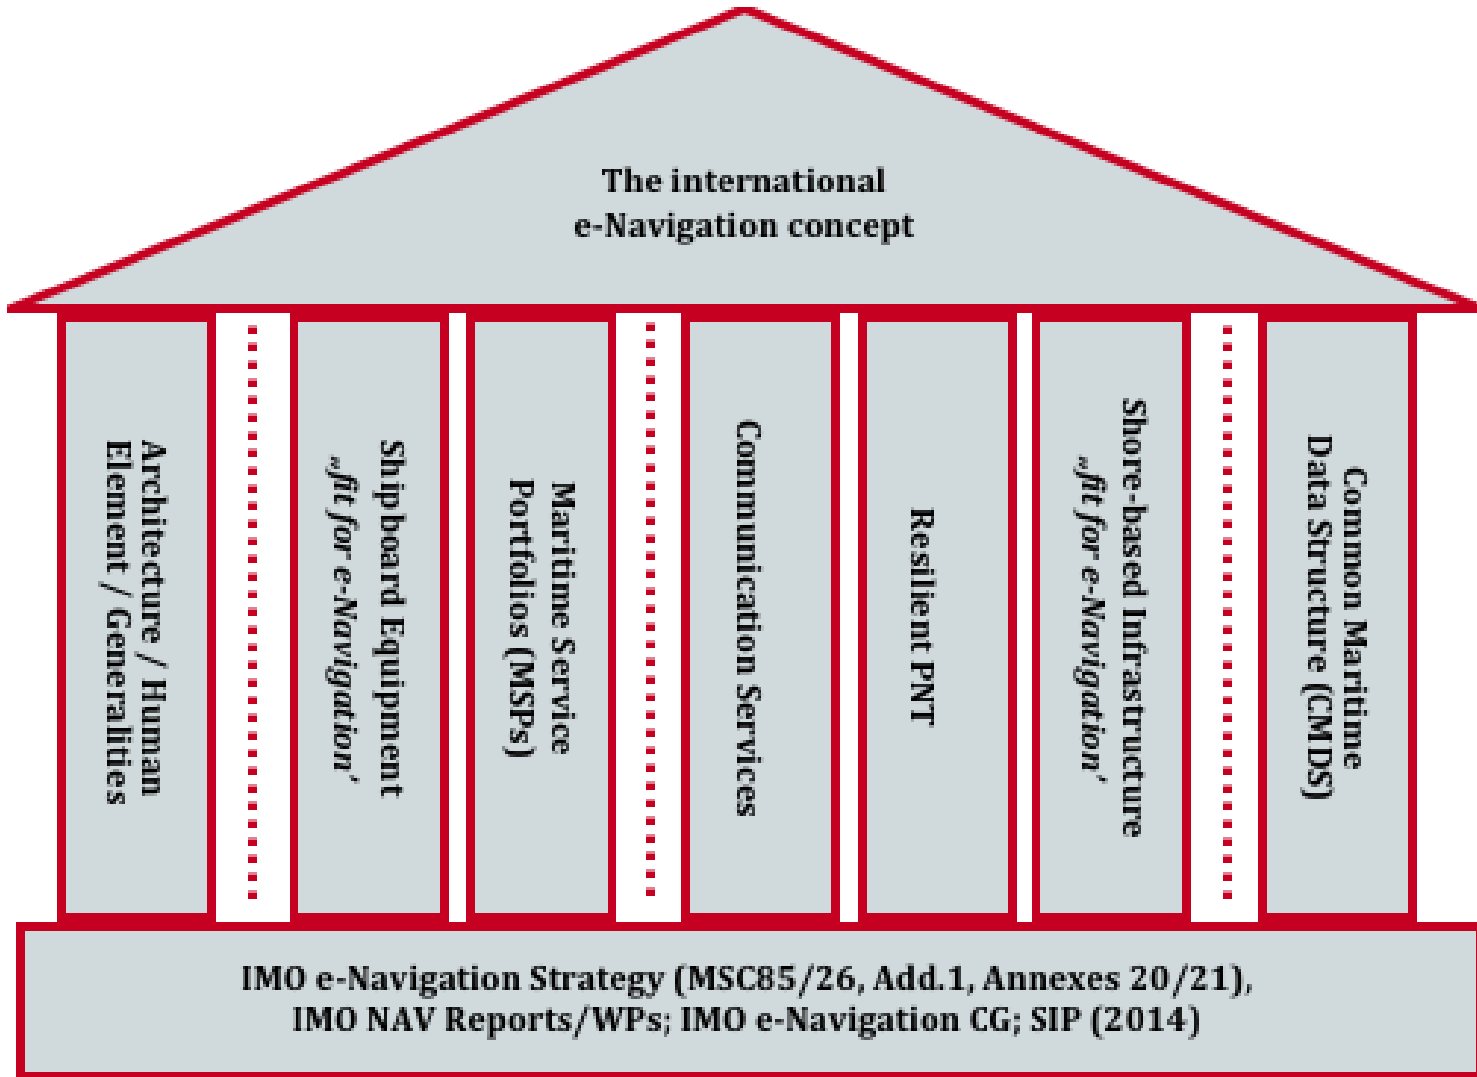 The international
e-Navigation concept
Architecture / Human
Element / Generalities
Shipboard Equipment
„fit for e-Navigation‘
Maritime Service
Portfolios (MSPs)
Communication Services
Resilient PNT
Shore-based Infrastructure
„fit for e-Navigation‘
Common Maritime
Data Structure (CMDS)
IMO e-Navigation Strategy (MSC85/26, Add.1, Annexes 20/21),
IMO NAV Reports/WPs; IMO e-Navigation CG; SIP (2014)